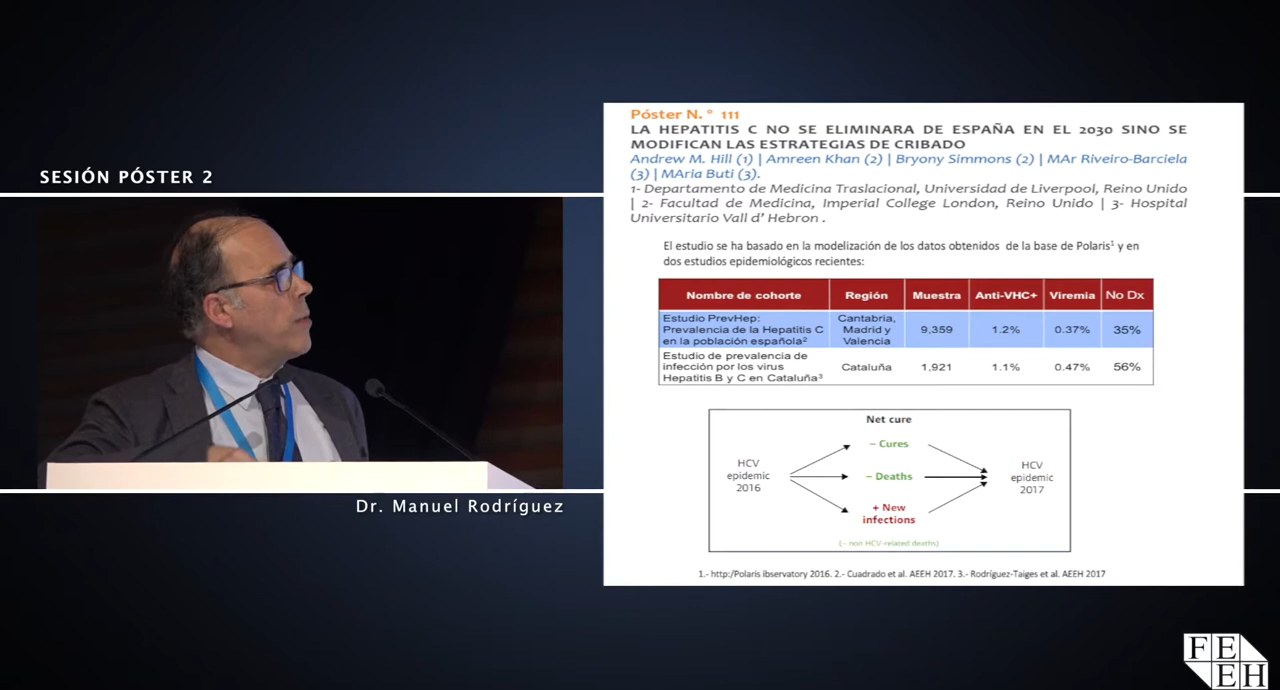 SESIÓN PÓSTER 2
Dr. Manuel Rodríguez
Póster N. º 111
LA HEPATITIS C NO SE ELIMINARA DE ESPAÑA EN EL 2030 SINO SE
MODIFICAN LAS ESTRATEGIAS DE CRIBADO
Andrew M. Hill (1) | Amreen Khan (2) | Bryony Simmons (2) | MAr Riveiro-Barciela
(3) | MAria Buti (3).
1- Departamento de Medicina Traslacional, Universidad de Liverpool, Reino Unido
| 2- Facultad de Medicina, Imperial College London, Reino Unido | 3- Hospital
Universitario Vall d' Hebron .
El estudio se ha basado en la modelización de los datos obtenidos de la base de Polaris¹ y en
dos estudios epidemiológicos recientes:
Nombre de cohorte Región Muestra Anti-VHC+ Viremia No Dx
Estudio PrevHep:
Prevalencia de la Hepatitis C
en la población española²
Cantabria,
Madrid y
Valencia
9,359 1.2% 0.37% 35%
Estudio de prevalencia de
infección por los virus
Hepatitis B y C en Cataluña³
Cataluña 1,921 1.1% 0.47% 56%
Net cure
HCV
epidemic
2016
– Cures
– Deaths
+ New
infections
(– non HCV-related deaths)
HCV
epidemic
2017
1.- http:/Polaris ibservatory 2016. 2.- Cuadrado et al. AEEH 2017. 3.- Rodríguez-Taiges et al. AEEH 2017
FE
EH